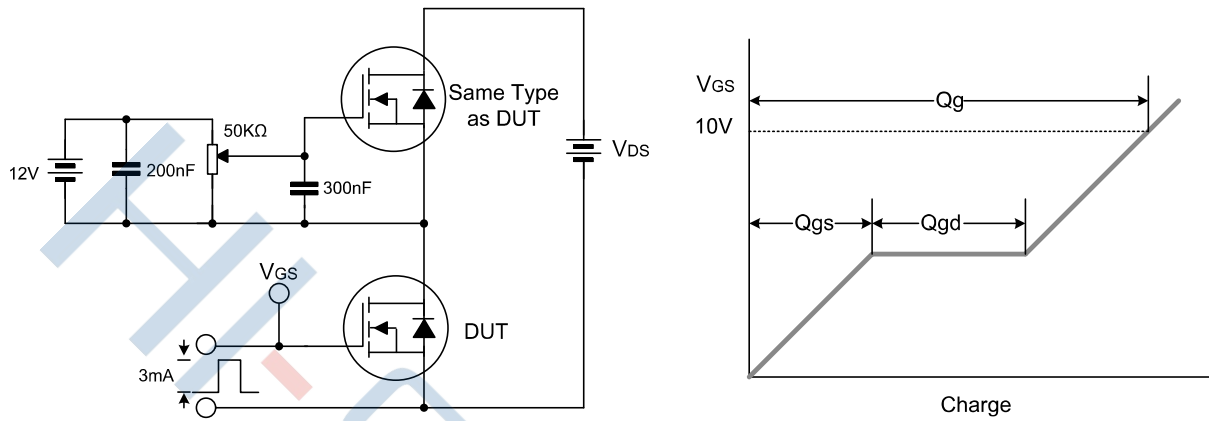 12V
200nF
50KΩ
300nF
Same Type
as DUT
VDS
VGS
DUT
3mA
VGS
10V
Qg
Qgs
Qgd
Charge